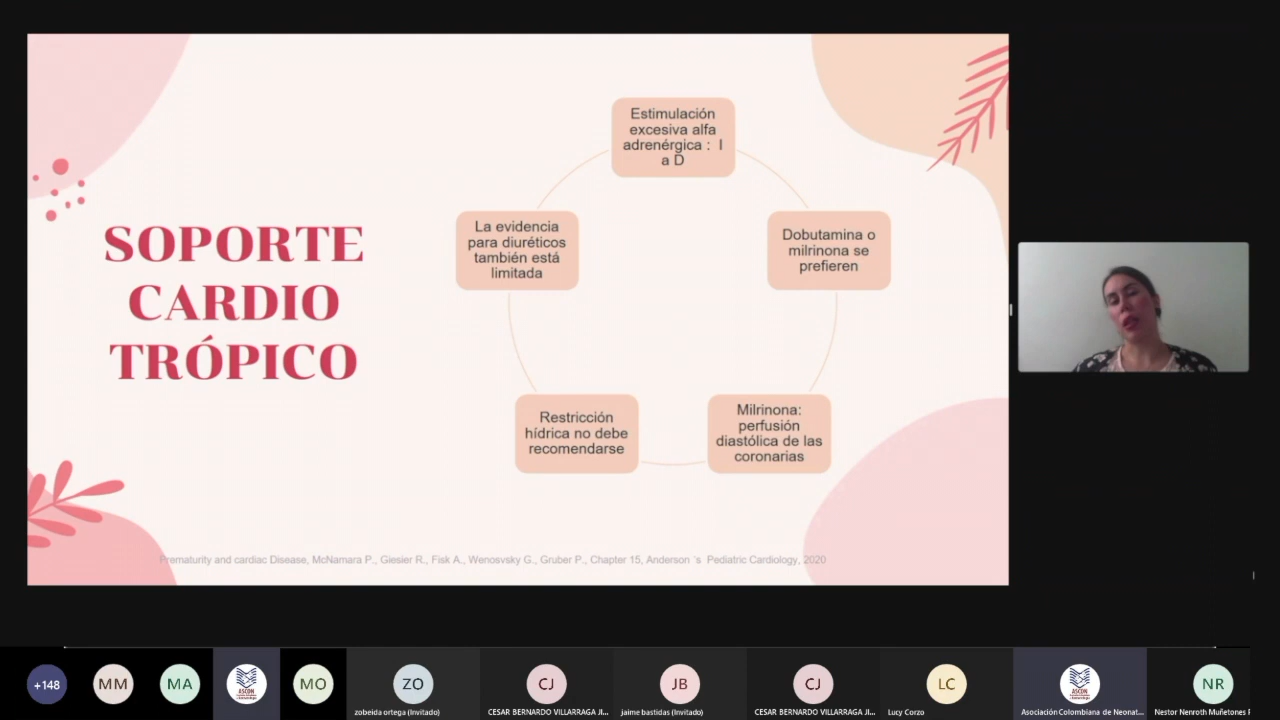 SOPORTE
CARDIO
TRÓPICO
Estimulación
excesiva alfa
adrenérgica : I
a D
La evidencia
para diuréticos
también está
limitada
Dobutamina o
milrinona se
prefieren
Restricción
hídrica no debe
recomendarse
Milrinona:
perfusión
diastólica de las
coronarias
Prematurity and cardiac Disease, McNamara P., Giesier R., Fisk A., Wenosvsky G., Gruber P., Chapter 15, Anderson ´s Pediatric Cardiology, 2020
+148
MM
MA
ASCON
MO
ZO
zobeida ortega (Invitado)
CJ
CESAR BERNARDO VILLARRAGA JI...
JB
jaime bastidas (Invitado)
CJ
CESAR BERNARDO VILLARRAGA JI...
LC
Lucy Corzo
ASCON
Asociación Colombiana de Neonat...
NR
Nestor Nenroth Muñetones